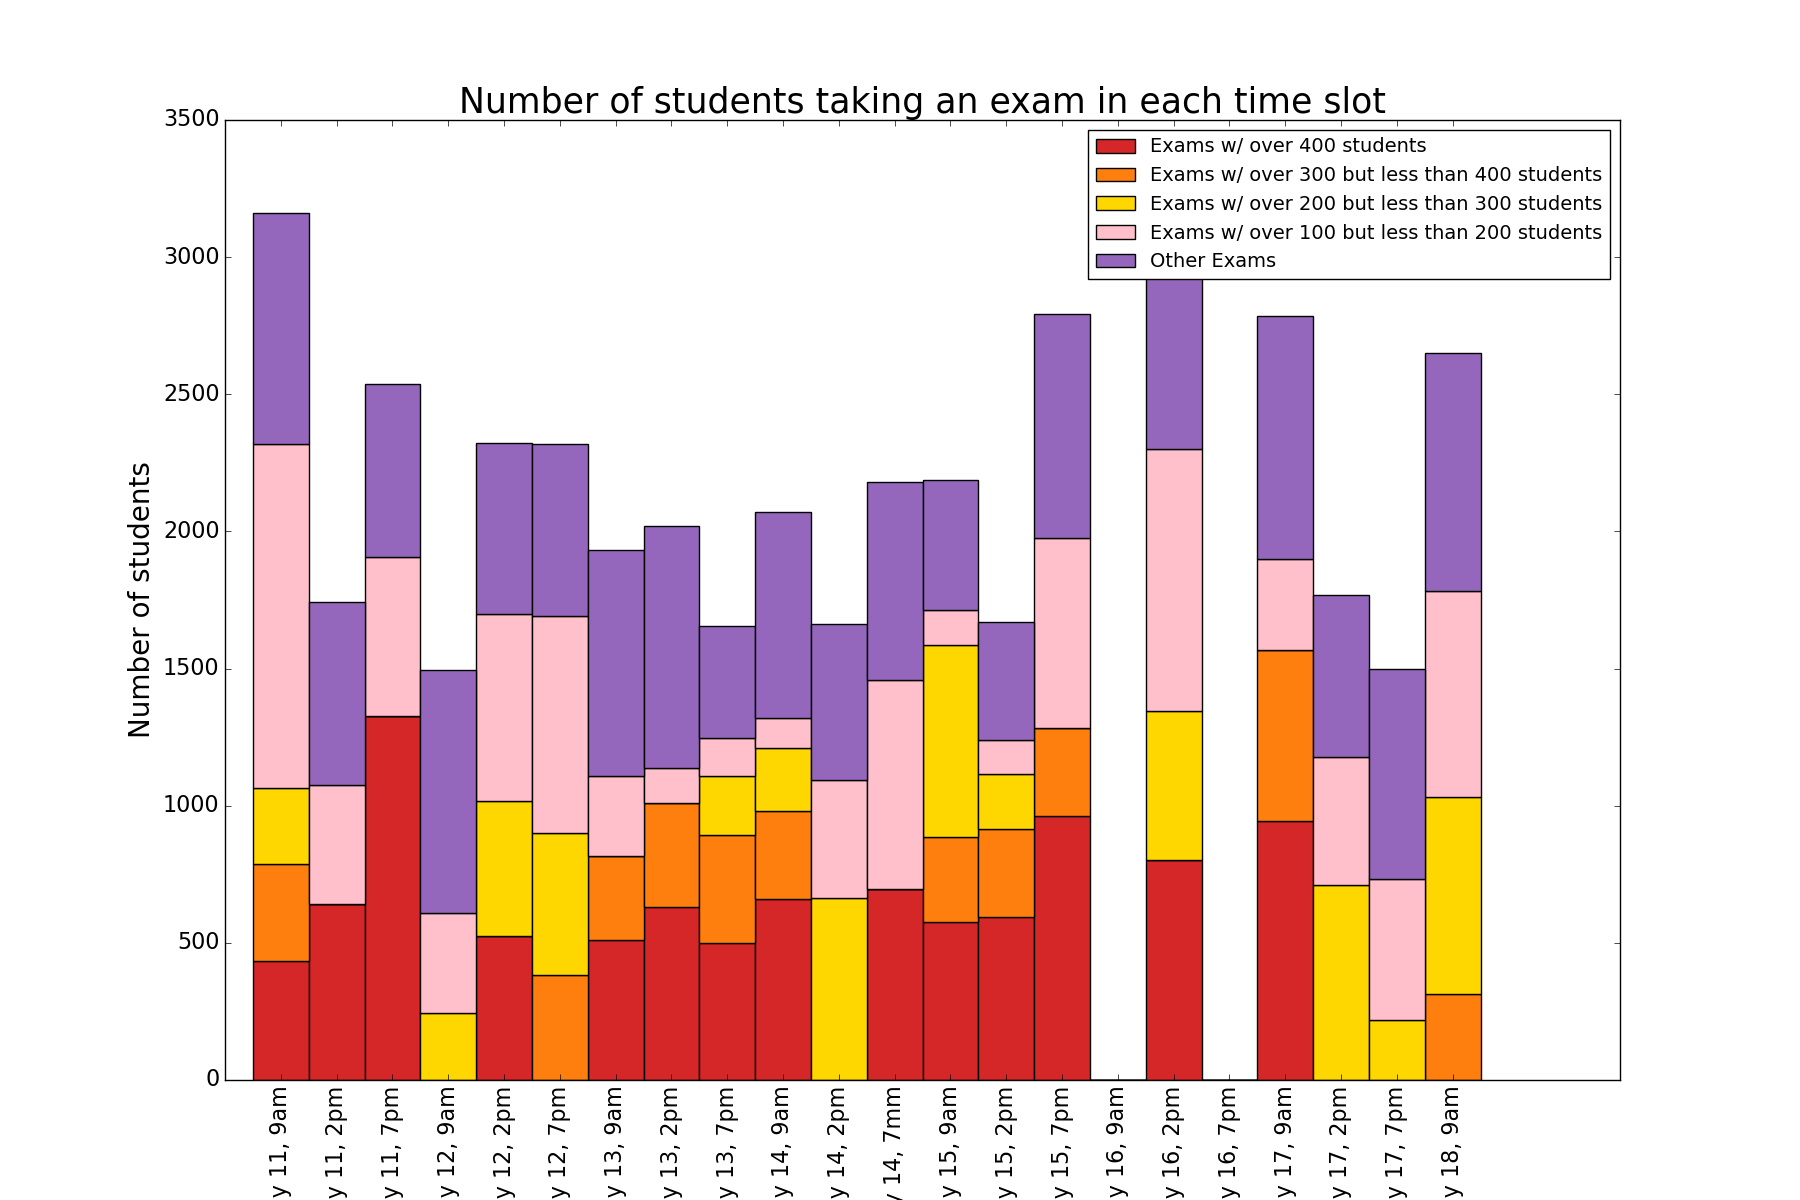 Number of students taking an exam in each time slot
Exams w/ over 400 students
Exams w/ over 300 but less than 400 students
Exams w/ over 200 but less than 300 students
Exams w/ over 100 but less than 200 students
Other Exams
Number of students
3500
3000
2500
2000
1500
1000
500
0
y 11, 9am
y 11, 2pm
y 11, 7pm
y 12, 9am
y 12, 2pm
y 12, 7pm
y 13, 9am
y 13, 2pm
y 13, 7pm
y 14, 9am
y 14, 2pm
y 14, 7mm
y 15, 9am
y 15, 2pm
y 15, 7pm
y 16, 9am
y 16, 2pm
y 16, 7pm
y 17, 9am
y 17, 2pm
y 17, 7pm
y 18, 9am